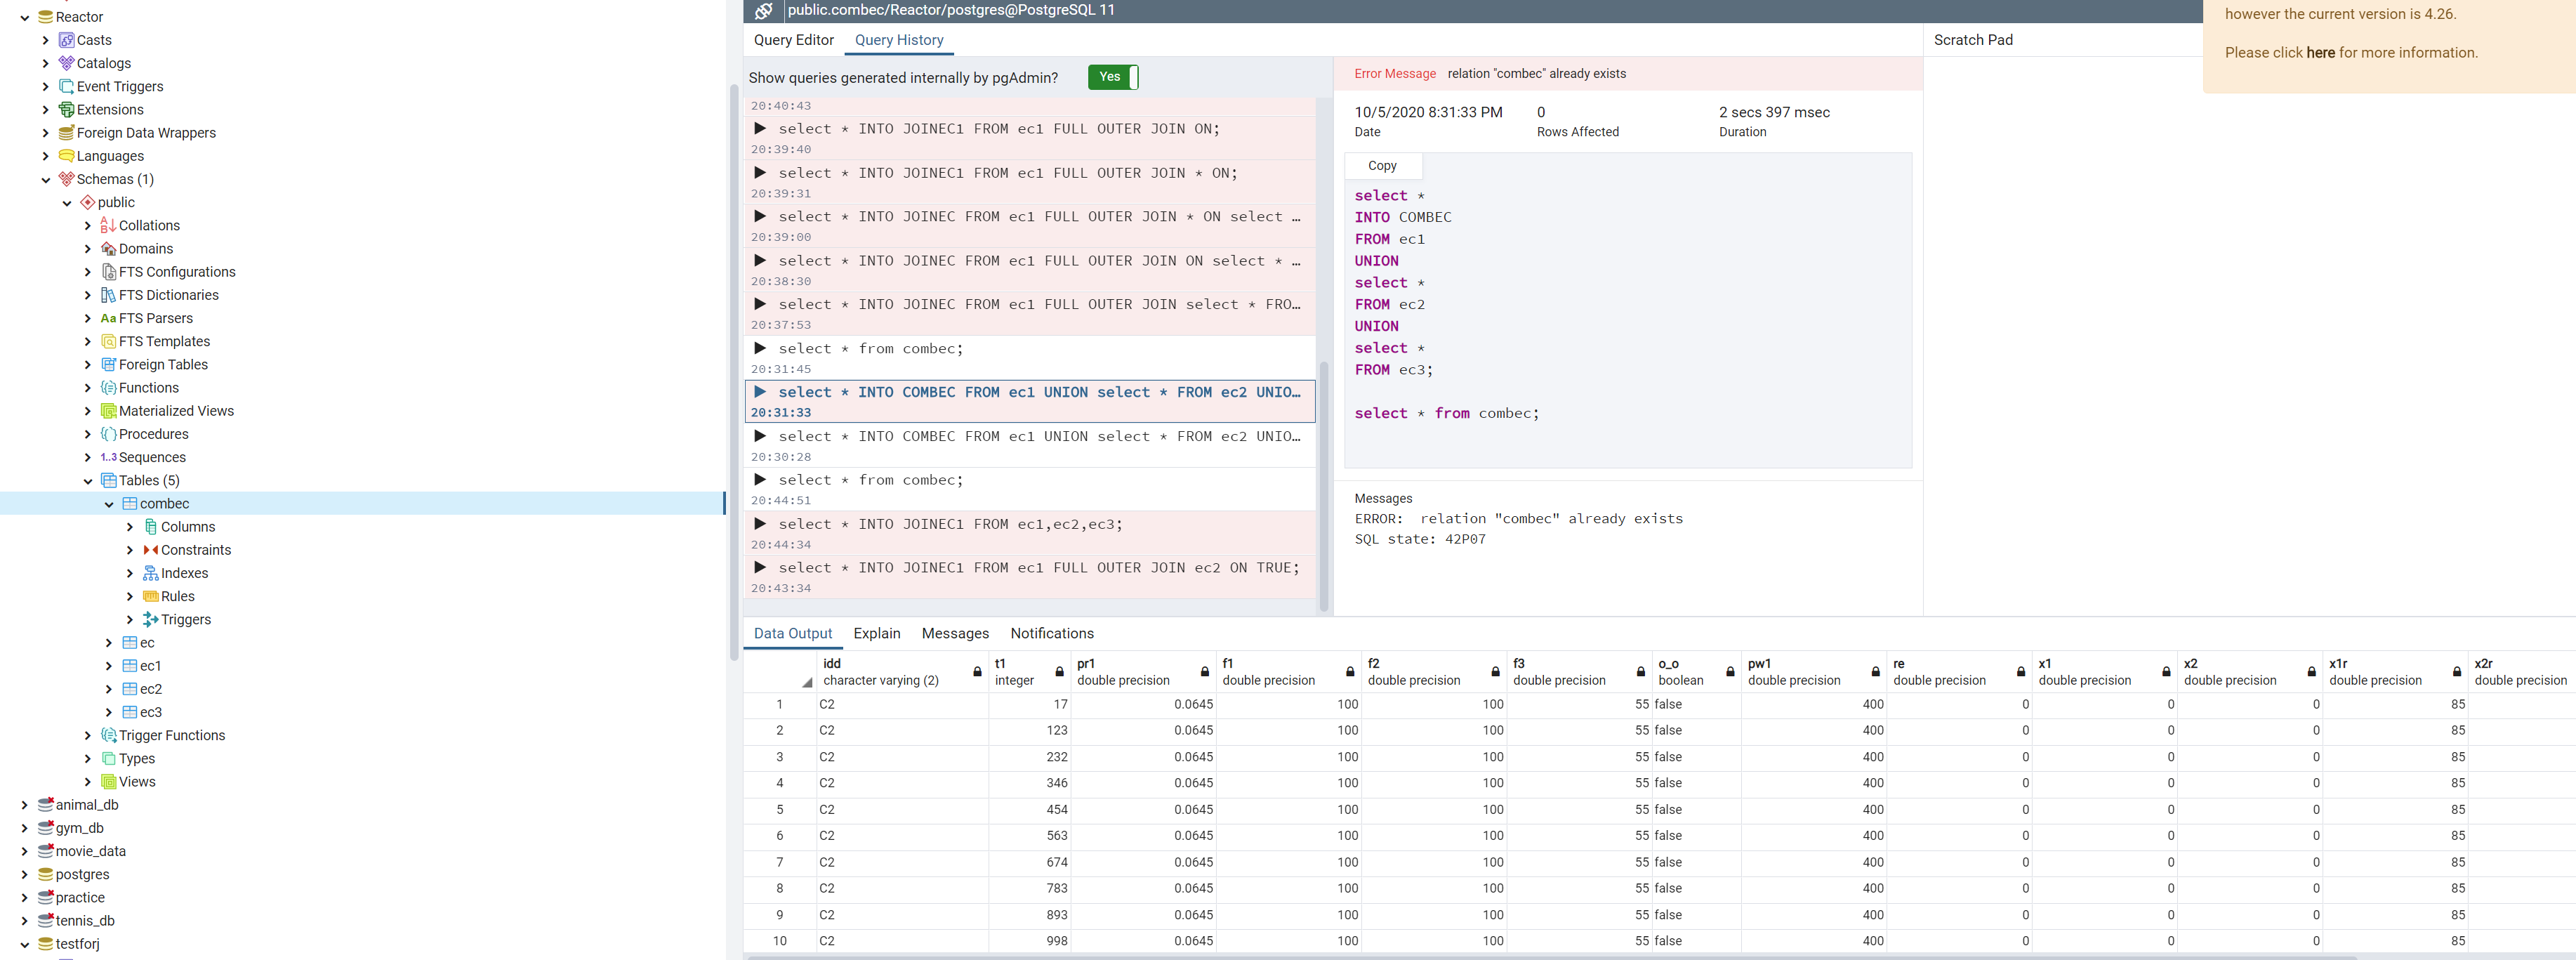 Reactor
Casts
Catalogs
Event Triggers
Extensions
Foreign Data Wrappers
Languages
Schemas (1)
public
Collations
Domains
FTS Configurations
FTS Dictionaries
Aa FTS Parsers
FTS Templates
Foreign Tables
Functions
Materialized Views
Procedures
1..3 Sequences
Tables (5)
combec
Columns
Constraints
Indexes
Rules
Triggers
ec
ec1
ec2
ec3
Trigger Functions
Types
Views
animal_db
gym_db
movie_data
postgres
practice
tennis_db
testforj
public.combec/Reactor/postgres@PostgreSQL 11
Query Editor Query History
Show queries generated internally by pgAdmin? Yes
20:40:43
select * INTO JOINEC1 FROM ec1 FULL OUTER JOIN ON;
20:39:40
select * INTO JOINEC1 FROM ec1 FULL OUTER JOIN * ON;
20:39:31
select * INTO JOINEC FROM ec1 FULL OUTER JOIN * ON select …
20:39:00
select * INTO JOINEC FROM ec1 FULL OUTER JOIN ON select * …
20:38:30
select * INTO JOINEC FROM ec1 FULL OUTER JOIN select * FRO…
20:37:53
select * from combec;
20:31:45
select * INTO COMBEC FROM ec1 UNION select * FROM ec2 UNIO…
20:31:33
select * INTO COMBEC FROM ec1 UNION select * FROM ec2 UNIO…
20:30:28
select * from combec;
20:44:51
select * INTO JOINEC1 FROM ec1,ec2,ec3;
20:44:34
select * INTO JOINEC1 FROM ec1 FULL OUTER JOIN ec2 ON TRUE;
20:43:34
Error Message relation "combec" already exists
10/5/2020 8:31:33 PM 0 2 secs 397 msec
Date Rows Affected Duration
Copy
select *
INTO COMBEC
FROM ec1
UNION
select *
FROM ec2
UNION
select *
FROM ec3;
select * from combec;
Messages
ERROR: relation "combec" already exists
SQL state: 42P07
Scratch Pad
however the current version is 4.26.
Please click here for more information.
Data Output Explain Messages Notifications
idd t1 pr1 f1 f2 f3 o_o pw1 re x1 x2 x1r x2r
character varying (2) integer double precision double precision double precision double precision boolean double precision double precision double precision double precision double precision double precision
1 C2 17 0.0645 100 100 55 false 400 0 0 0 85
2 C2 123 0.0645 100 100 55 false 400 0 0 0 85
3 C2 232 0.0645 100 100 55 false 400 0 0 0 85
4 C2 346 0.0645 100 100 55 false 400 0 0 0 85
5 C2 454 0.0645 100 100 55 false 400 0 0 0 85
6 C2 563 0.0645 100 100 55 false 400 0 0 0 85
7 C2 674 0.0645 100 100 55 false 400 0 0 0 85
8 C2 783 0.0645 100 100 55 false 400 0 0 0 85
9 C2 893 0.0645 100 100 55 false 400 0 0 0 85
10 C2 998 0.0645 100 100 55 false 400 0 0 0 85